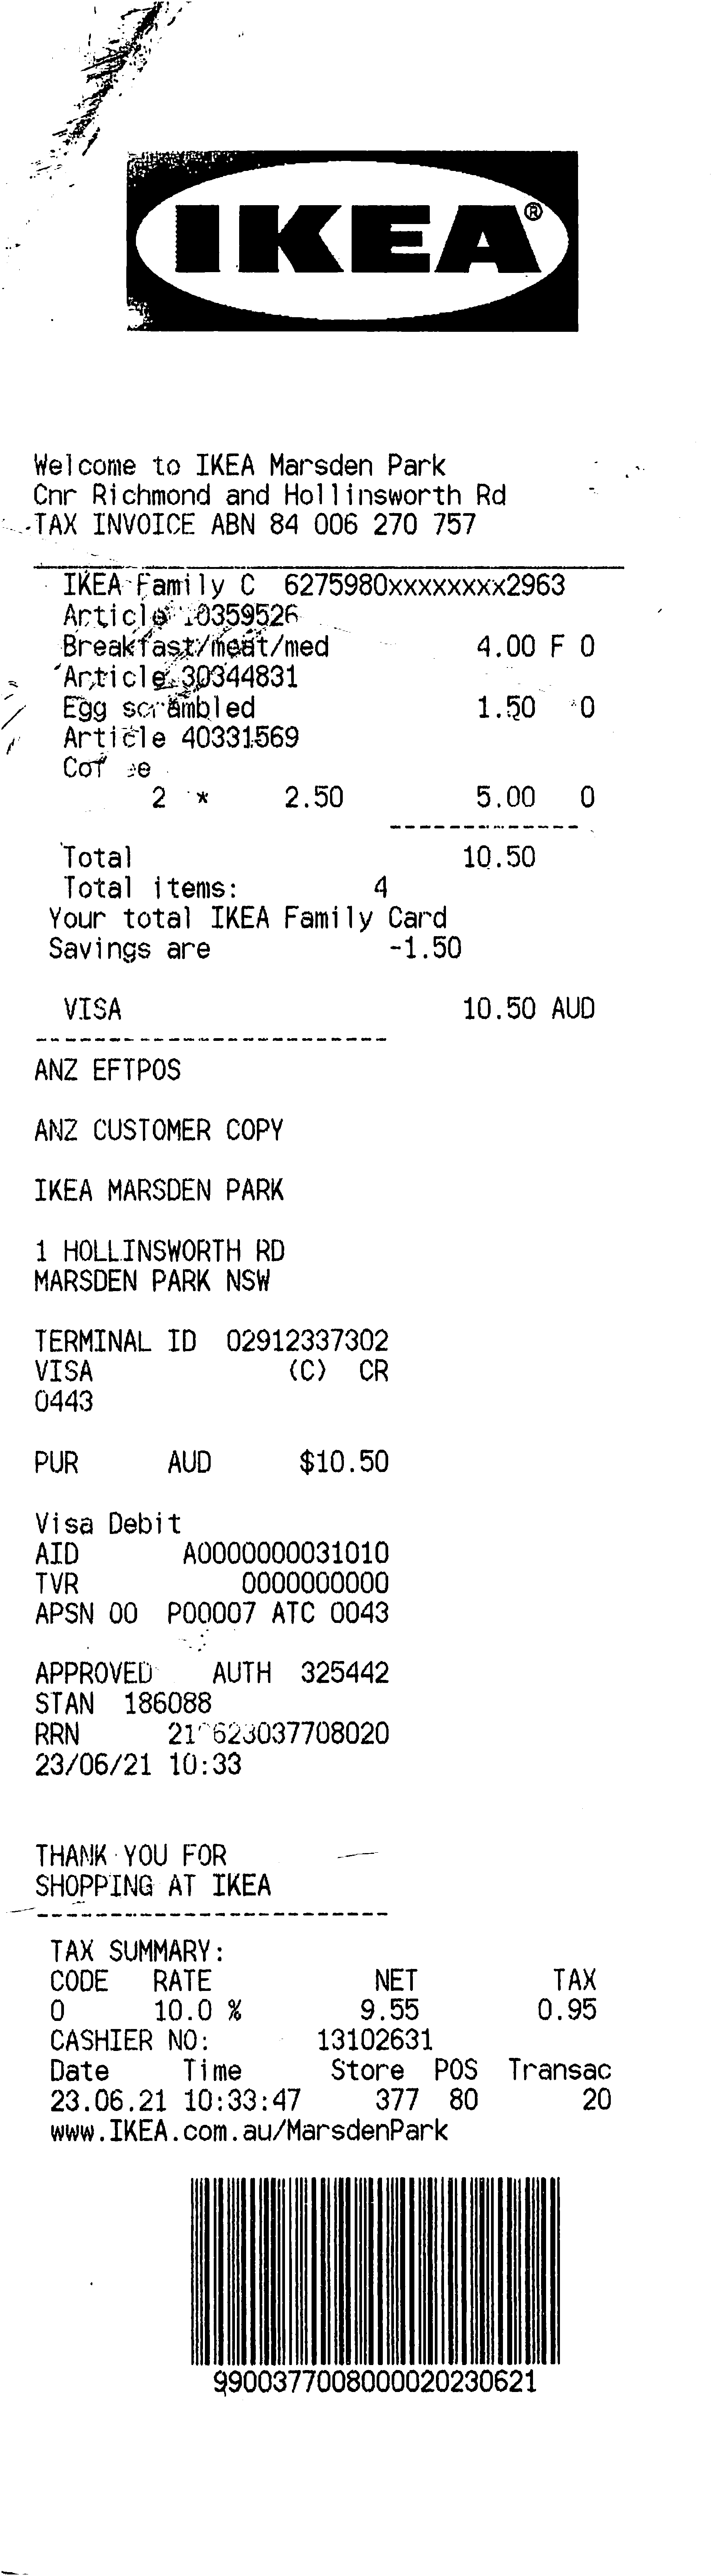 IKEA®
Welcome to IKEA Marsden Park
Cnr Richmond and Hollinsworth Rd
TAX INVOICE ABN 84 006 270 757
IKEA Family C 6275980xxxxxxxxx2963
Article
Breakfast/meat/med 4.00 F 0
Article 30344831
Egg scrambled 1.50 0
Article 40331569
2 * 2.50 5.00 0
Total 10.50
Total items: 4
Your total IKEA Family Card
Savings are -1.50
VISA 10.50 AUD
ANZ EFTPOS
ANZ CUSTOMER COPY
IKEA MARSDEN PARK
1 HOLLINSWORTH RD
MARSDEN PARK NSW
TERMINAL ID 02912337302
VISA (C) CR
0443
PUR AUD $10.50
Visa Debit
AID A0000000031010
TVR 0000000000
APSN 00 P00007 ATC 0043
APPROVED AUTH 325442
STAN 186088
RRN
23/06/21 10:33
THANK YOU FOR
SHOPPING AT IKEA
TAX SUMMARY:
CODE RATE NET TAX
0 10.0 % 9.55 0.95
CASHIER NO: 13102631
Date Time Store POS Transac
23.06.21 10:33:47 377 80 20
www.IKEA.com.au/MarsdenPark
9900377008000020230621